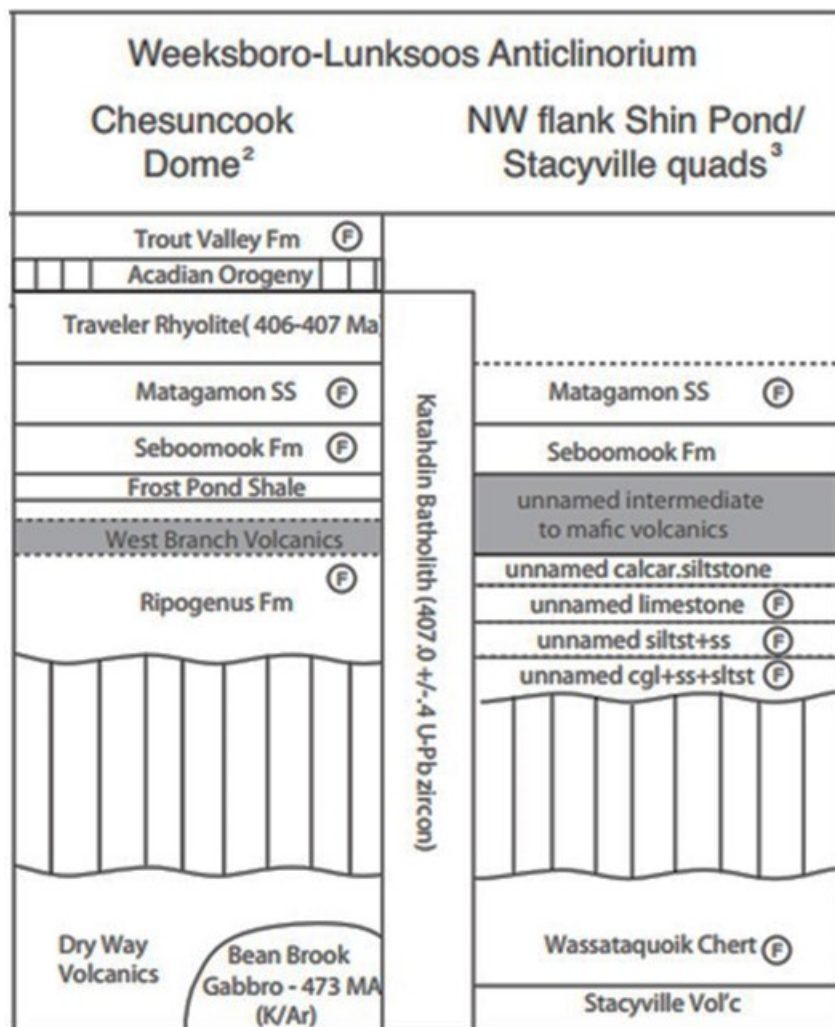 Weeksboro-Lunksoos Anticlinorium
Chesuncook
Dome²
NW flank Shin Pond/
Stacyville quads³
Trout Valley Fm F
Acadian Orogeny
Traveler Rhyolite( 406-407 Ma)
Matagamon SS F
Seboomook Fm F
Frost Pond Shale
West Branch Volcanics
F
Ripogenus Fm
Dry Way
Volcanics
Bean Brook
Gabbro - 473 MA
(K/Ar)
Katahdin Batholith (407.0 +/-.4 U-Pb zircon)
Matagamon SS F
Seboomook Fm
unnamed intermediate
to mafic volcanics
unnamed calcar.siltstone
unnamed limestone F
unnamed siltst+ss F
unnamed cgl+ss+sltst F
Wassataquoik Chert F
Stacyville Vol'c